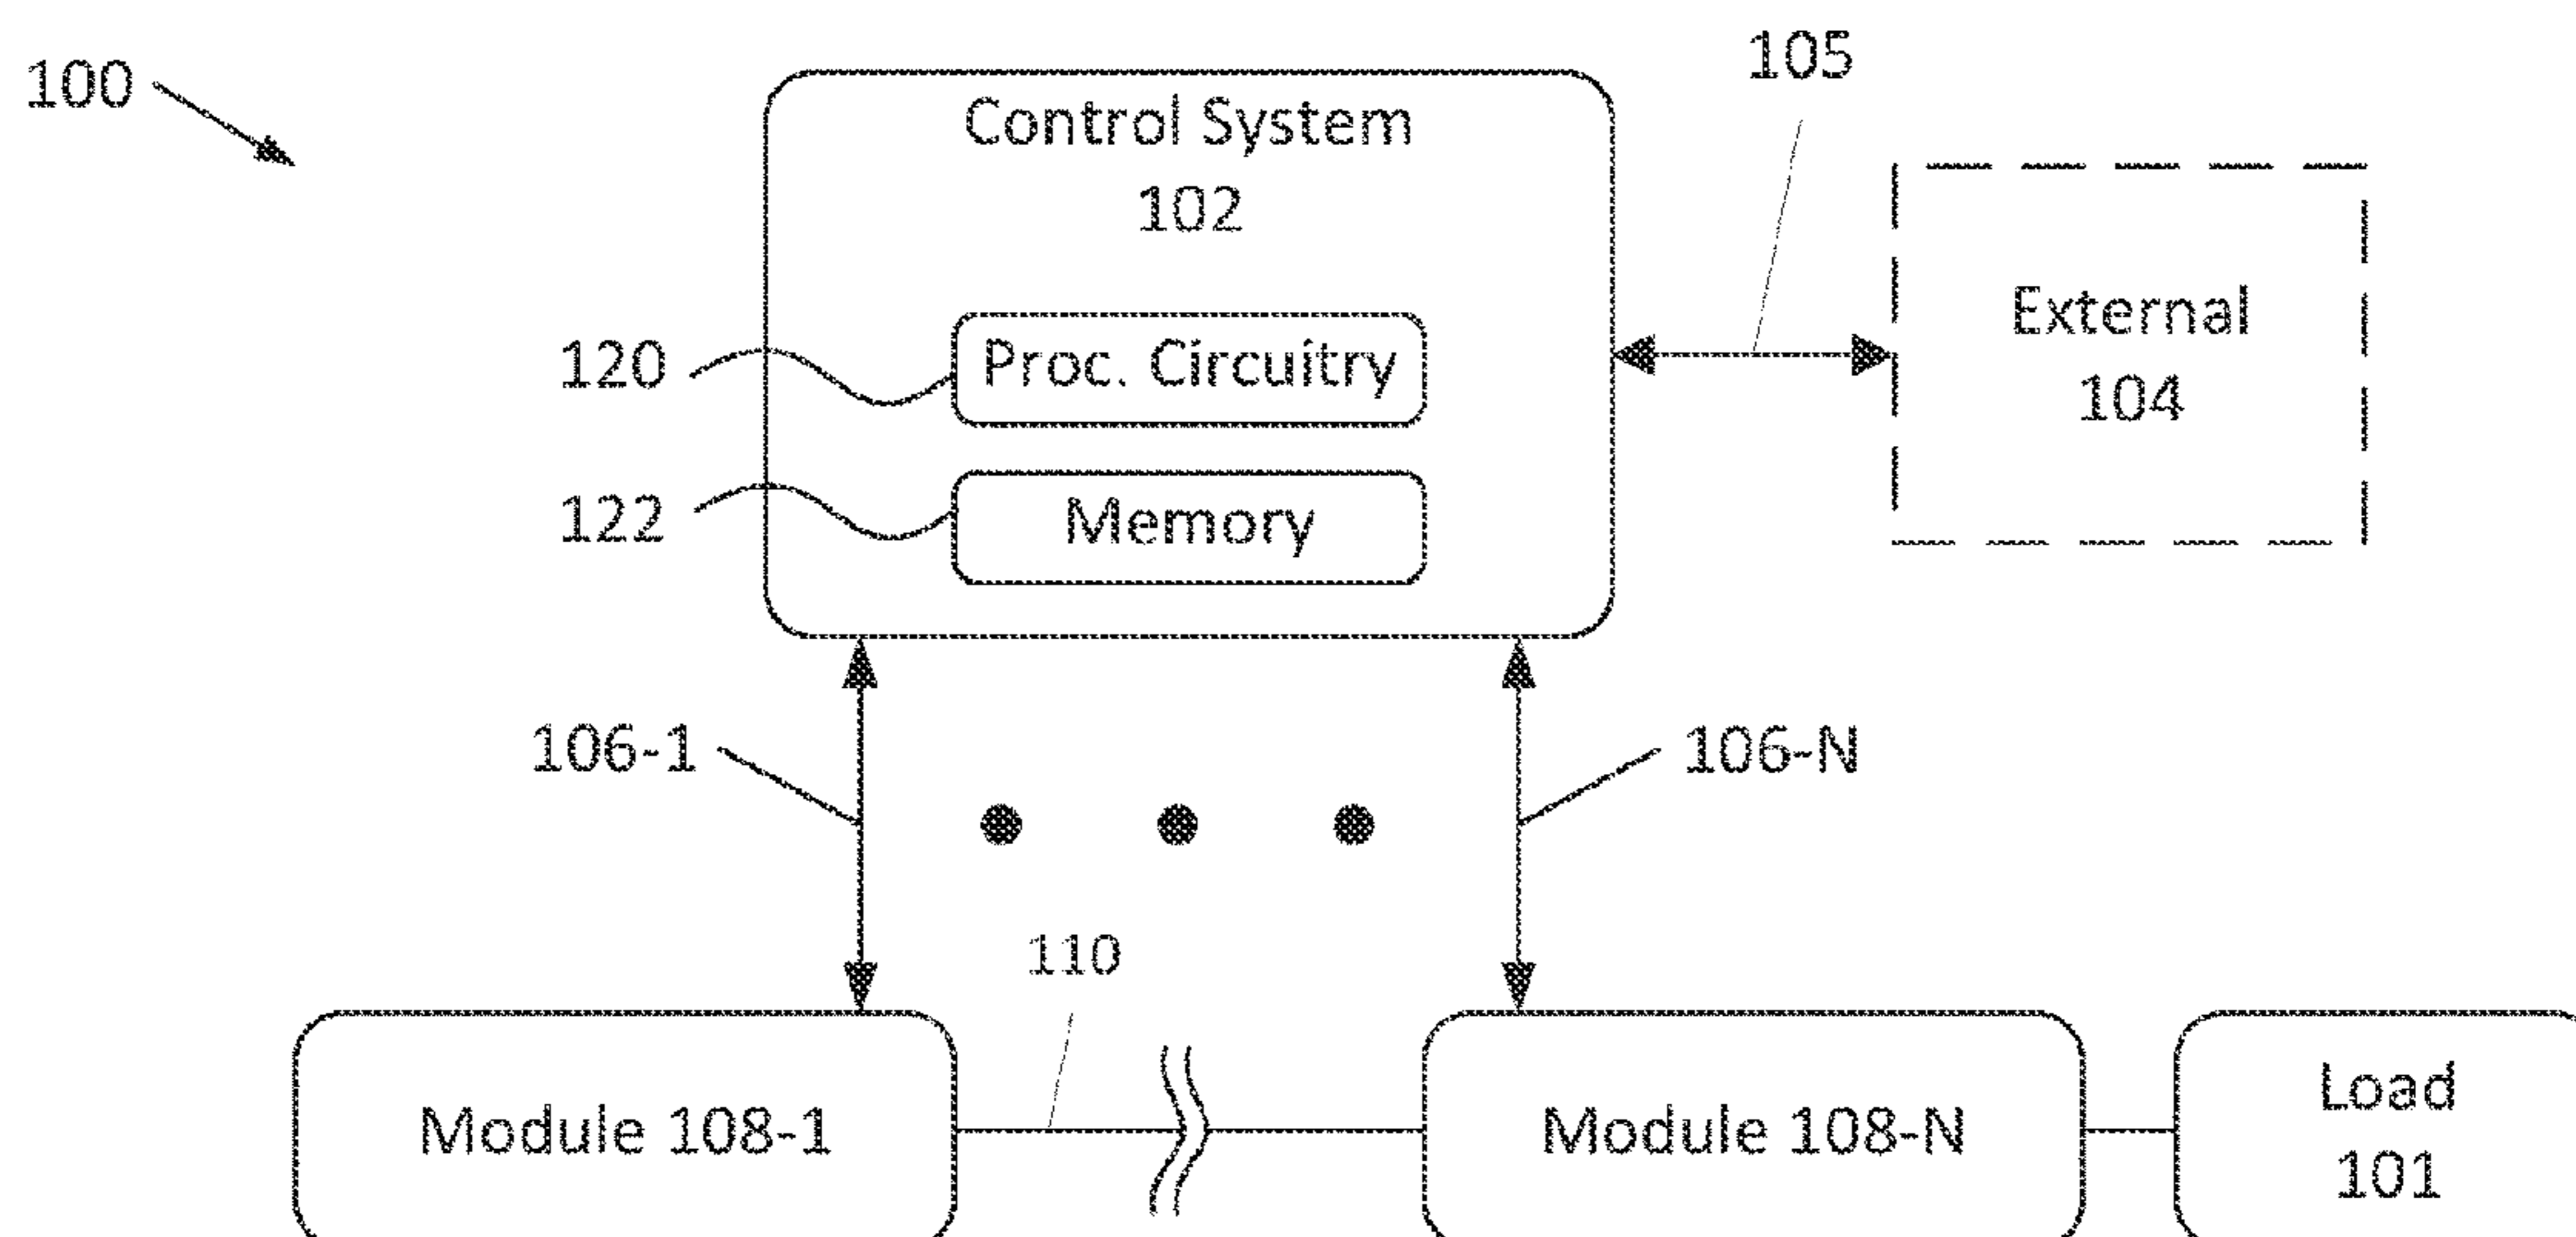 100
105
Control System
102
External
104
120
Proc. Circuitry
122
Memory
106-1
106-N
110
Module 108-1
Module 108-N
Load
101